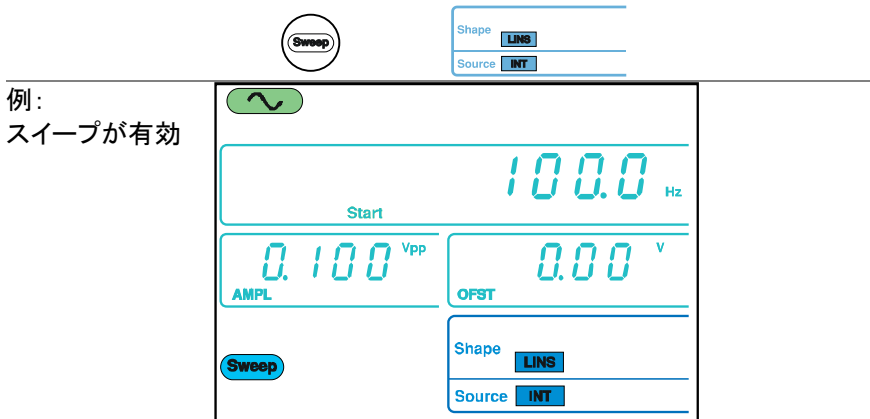 Sweep
Shape LINS
Source INT
例：
スイープが有効
100.0 Hz
Start
0.100 Vpp
AMPL
0.00 V
OFST
Sweep
Shape LINS
Source INT